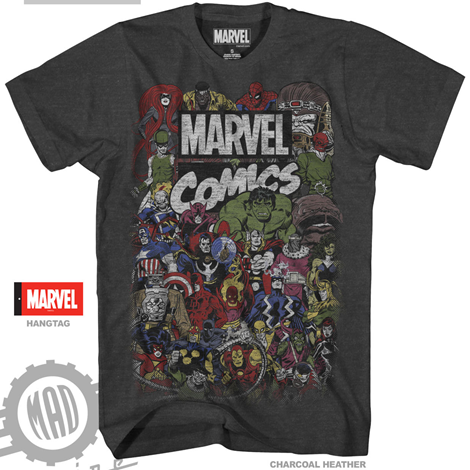 MARVEL
S
MARVEL
COMICS
MARVEL
HANGTAG
MAD
CHARCOAL HEATHER